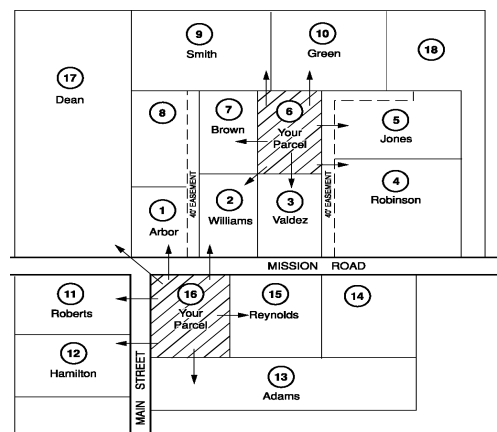 9
Smith
10
Green
18
17
Dean
8
7
Brown
6
Your
Parcel
5
Jones
40' EASEMENT
40' EASEMENT
4
Robinson
2
Williams
3
Valdez
1
Arbor
MISSION ROAD
11
Roberts
16
Your
Parcel
15
Reynolds
14
12
Hamilton
13
Adams
MAIN STREET